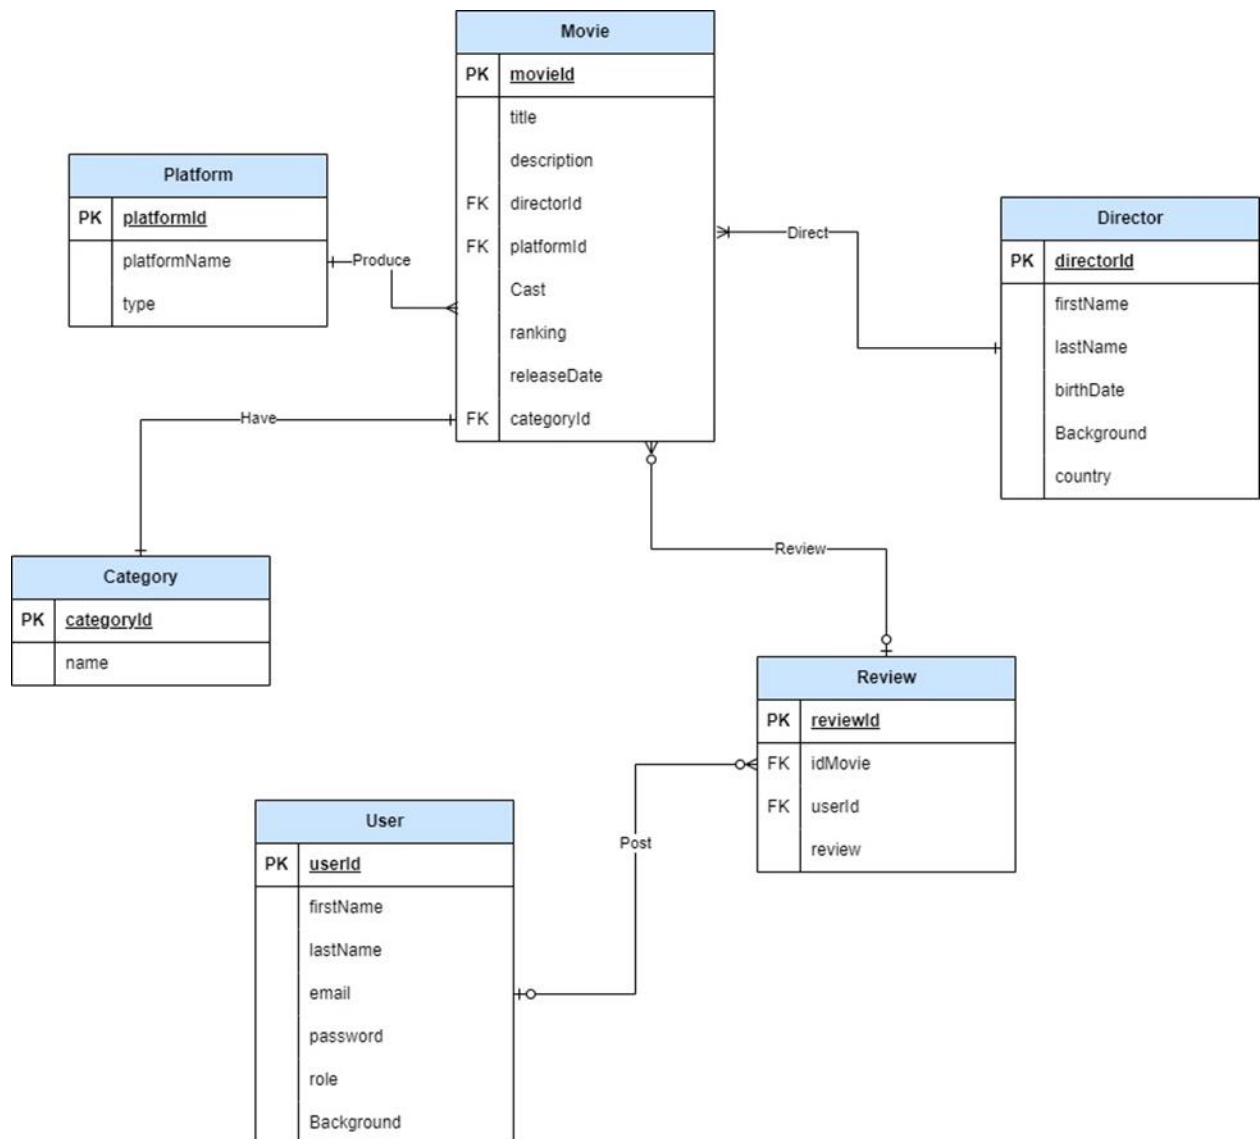 Movie
PK movieId
title
description
FK directorId
FK platformId
Cast
ranking
releaseDate
FK categoryId
Platform
PK platformId
platformName
type
Produce
Direct
Director
PK directorId
firstName
lastName
birthDate
Background
country
Have
Category
PK categoryId
name
Review
Review
PK reviewId
FK idMovie
FK userId
review
Post
User
PK userId
firstName
lastName
email
password
role
Background